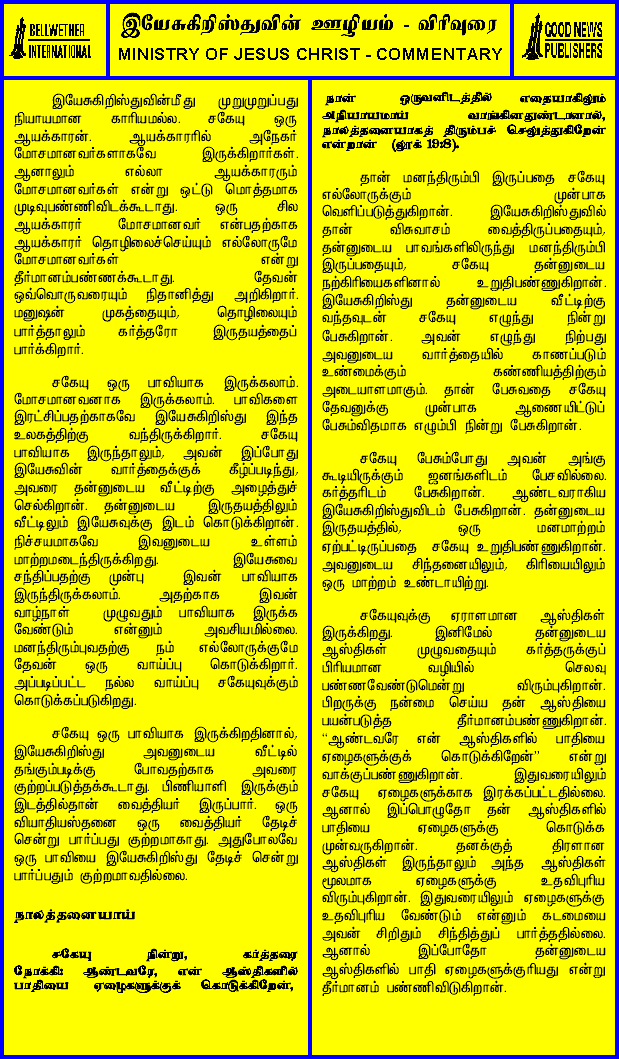 BELLWETHER
INTERNATIONAL
இயேசுகிறிஸ்துவின் ஊழியம் - விரிவுரை
MINISTRY OF JESUS CHRIST - COMMENTARY
GOOD NEWS
PUBLISHERS
இயேசுகிறிஸ்துவின்மீது முறுமுறுப்பது
நியாயமான காரியமல்ல. சகேயு ஒரு
ஆயக்காரன். ஆயக்காரரில் அநேகர்
மோசமானவர்களாகவே இருக்கிறார்கள்.
ஆனாலும் எல்லா ஆயக்காரரும்
மோசமானவர்கள் என்று ஒட்டு மொத்தமாக
முடிவுபண்ணிவிடக்கூடாது. ஒரு சில
ஆயக்காரர் மோசமானவர் என்பதற்காக
ஆயக்காரர் தொழிலைச்செய்யும் எல்லோருமே
மோசமானவர்கள் என்று
தீர்மானம்பண்ணக்கூடாது. தேவன்
ஒவ்வொருவரையும் நிதானித்து அறிகிறார்.
மனுஷன் முகத்தையும், தொழிலையும்
பார்த்தாலும் கர்த்தரோ இருதயத்தைப்
பார்க்கிறார்.
சகேயு ஒரு பாவியாக இருக்கலாம்.
மோசமானவனாக இருக்கலாம். பாவிகளை
இரட்சிப்பதற்காகவே இயேசுகிறிஸ்து இந்த
உலகத்திற்கு வந்திருக்கிறார். சகேயு
பாவியாக இருந்தாலும், அவன் இப்போது
இயேசுவின் வார்த்தைக்குக் கீழ்ப்படிந்து,
அவரை தன்னுடைய வீட்டிற்கு அழைத்துச்
செல்கிறான். தன்னுடைய இருதயத்திலும்
வீட்டிலும் இயேசுவுக்கு இடம் கொடுக்கிறான்.
நிச்சயமாகவே இவனுடைய உள்ளம்
மாற்றமடைந்திருக்கிறது. இயேசுவை
சந்திப்பதற்கு முன்பு இவன் பாவியாக
இருந்திருக்கலாம். அதற்காக இவன்
வாழ்நாள் முழுவதும் பாவியாக இருக்க
வேண்டும் என்னும் அவசியமில்லை.
மனந்திரும்புவதற்கு நம் எல்லோருக்குமே
தேவன் ஒரு வாய்ப்பு கொடுக்கிறார்.
அப்படிப்பட்ட நல்ல வாய்ப்பு சகேயுவுக்கும்
கொடுக்கப்படுகிறது.
சகேயு ஒரு பாவியாக இருக்கிறதினால்,
இயேசுகிறிஸ்து அவனுடைய வீட்டில்
தங்கும்படிக்கு போவதற்காக அவரை
குற்றப்படுத்தக்கூடாது. பிணியாளி இருக்கும்
இடத்தில்தான் வைத்தியர் இருப்பார். ஒரு
வியாதியஸ்தனை ஒரு வைத்தியர் தேடிச்
சென்று பார்ப்பது குற்றமாகாது. அதுபோலவே
ஒரு பாவியை இயேசுகிறிஸ்து தேடிச் சென்று
பார்ப்பதும் குற்றமாவதில்லை.
நாலத்தனையாய்
சகேயு நின்று, கர்த்தரை
நோக்கி: ஆண்டவரே, என் ஆஸ்திகளில்
பாதியை ஏழைகளுக்குக் கொடுக்கிறேன்,
நான் ஒருவனிடத்தில் எதையாகிலும்
அநியாயமாய் வாங்கினதுண்டானால்,
நாலத்தனையாகத் திரும்பச் செலுத்துகிறேன்
என்றான் (லூக் 19:8).
தான் மனந்திரும்பி இருப்பதை சகேயு
எல்லோருக்கும் முன்பாக
வெளிப்படுத்துகிறான். இயேசுகிறிஸ்துவில்
தான் விசுவாசம் வைத்திருப்பதையும்,
தன்னுடைய பாவங்களிலிருந்து மனந்திரும்பி
இருப்பதையும், சகேயு தன்னுடைய
நற்கிரியைகளினால் உறுதிபண்ணுகிறான்.
இயேசுகிறிஸ்து தன்னுடைய வீட்டிற்கு
வந்தவுடன் சகேயு எழுந்து நின்று
பேசுகிறான். அவன் எழுந்து நிற்பது
அவனுடைய வார்த்தையில் காணப்படும்
உண்மைக்கும் கண்ணியத்திற்கும்
அடையாளமாகும். தான் பேசுவதை சகேயு
தேவனுக்கு முன்பாக ஆணையிட்டுப்
பேசும்விதமாக எழும்பி நின்று பேசுகிறான்.
சகேயு பேசும்போது அவன் அங்கு
கூடியிருக்கும் ஜனங்களிடம் பேசவில்லை.
கர்த்தரிடம் பேசுகிறான். ஆண்டவராகிய
இயேசுகிறிஸ்துவிடம் பேசுகிறான். தன்னுடைய
இருதயத்தில், ஒரு மனமாற்றம்
ஏற்பட்டிருப்பதை சகேயு உறுதிபண்ணுகிறான்.
அவனுடைய சிந்தனையிலும், கிரியையிலும்
ஒரு மாற்றம் உண்டாயிற்று.
சகேயுவுக்கு ஏராளமான ஆஸ்திகள்
இருக்கிறது. இனிமேல் தன்னுடைய
ஆஸ்திகள் முழுவதையும் கர்த்தருக்குப்
பிரியமான வழியில் செலவு
பண்ணவேண்டுமென்று விரும்புகிறான்.
பிறருக்கு நன்மை செய்ய தன் ஆஸ்தியை
பயன்படுத்த தீர்மானம்பண்ணுகிறான்.
“ஆண்டவரே என் ஆஸ்திகளில் பாதியை
ஏழைகளுக்குக் கொடுக்கிறேன்” என்று
வாக்குப்பண்ணுகிறான். இதுவரையிலும்
சகேயு ஏழைகளுக்காக இரக்கப்பட்டதில்லை.
ஆனால் இப்பொழுதோ தன் ஆஸ்திகளில்
பாதியை ஏழைகளுக்கு கொடுக்க
முன்வருகிறான். தனக்குத் திரளான
ஆஸ்திகள் இருந்தாலும் அந்த ஆஸ்திகள்
மூலமாக ஏழைகளுக்கு உதவிபுரிய
விரும்புகிறான். இதுவரையிலும் ஏழைகளுக்கு
உதவிபுரிய வேண்டும் என்னும் கடமையை
அவன் சிறிதும் சிந்தித்துப் பார்த்ததில்லை.
ஆனால் இப்போதோ தன்னுடைய
ஆஸ்திகளில் பாதி ஏழைகளுக்குரியது என்று
தீர்மானம் பண்ணிவிடுகிறான்.